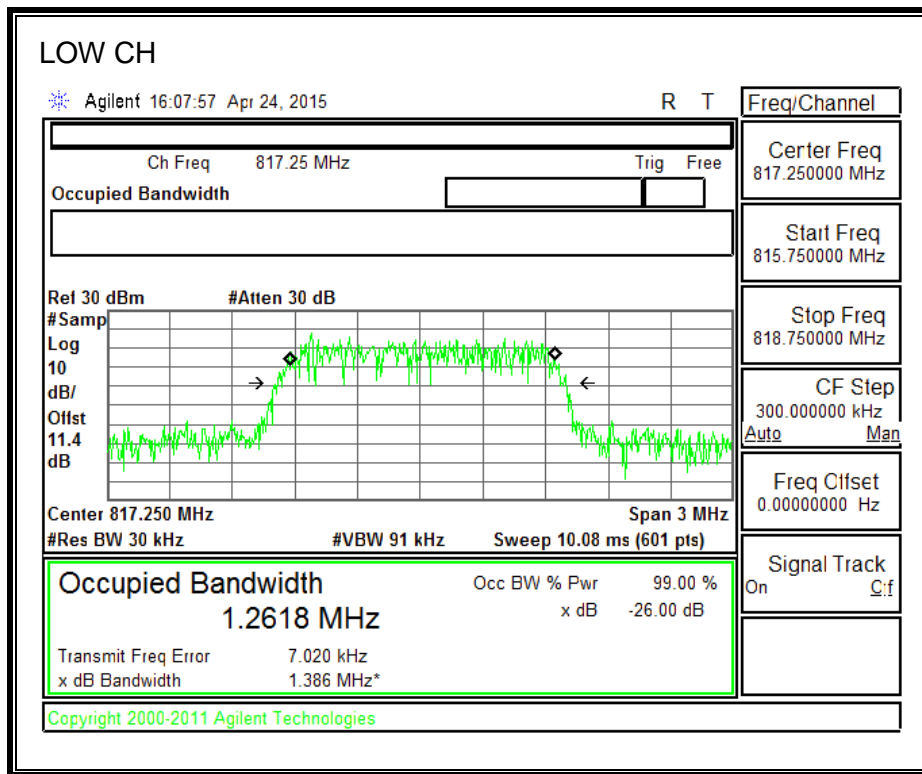 LOW CH
Agilent 16:07:57 Apr 24, 2015 R T
Freq/Channel
Ch Freq 817.25 MHz Trig Free
Occupied Bandwidth
Center Freq
817.250000 MHz
Start Freq
815.750000 MHz
Stop Freq
818.750000 MHz
CF Step
300.000000 kHz
Auto Man
Freq Offset
0.00000000 Hz
Signal Track
On Off
Ref 30 dBm #Atten 30 dB
#Samp
Log
10
dB/
Offst
11.4
dB
Center 817.250 MHz Span 3 MHz
#Res BW 30 kHz #VBW 91 kHz Sweep 10.08 ms (601 pts)
Occupied Bandwidth Occ BW % Pwr 99.00 %
1.2618 MHz x dB -26.00 dB
Transmit Freq Error 7.020 kHz
x dB Bandwidth 1.386 MHz*
Copyright 2000-2011 Agilent Technologies